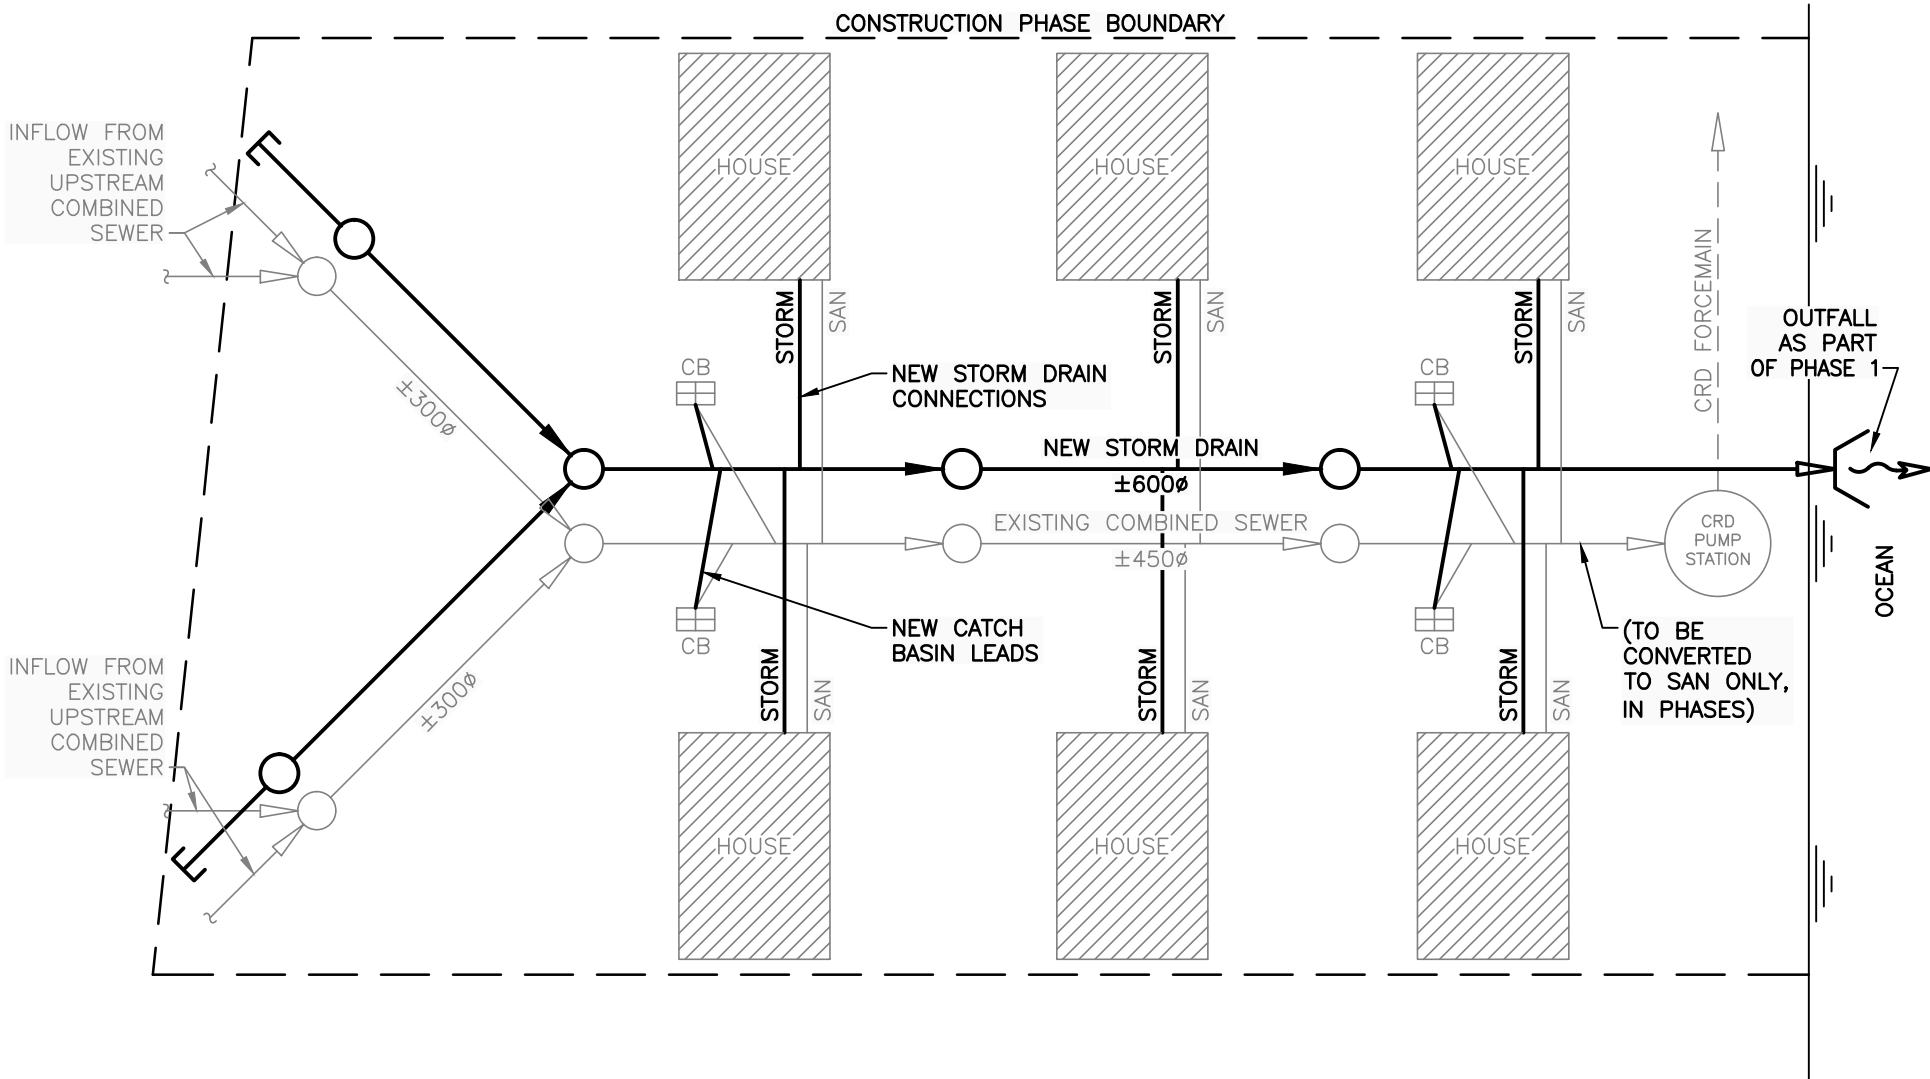 CONSTRUCTION PHASE BOUNDARY
INFLOW FROM
EXISTING
UPSTREAM
COMBINED
SEWER
HOUSE
HOUSE
HOUSE
STORM
SAN
STORM
SAN
STORM
SAN
CRD FORCEMAIN
OUTFALL
AS PART
OF PHASE 1
±300ø
CB
NEW STORM DRAIN
CONNECTIONS
CB
NEW STORM DRAIN
±600ø
EXISTING COMBINED SEWER
±450ø
CRD
PUMP
STATION
OCEAN
CB
NEW CATCH
BASIN LEADS
CB
(TO BE
CONVERTED
TO SAN ONLY,
IN PHASES)
INFLOW FROM
EXISTING
UPSTREAM
COMBINED
SEWER
±300ø
STORM
SAN
STORM
SAN
STORM
SAN
HOUSE
HOUSE
HOUSE